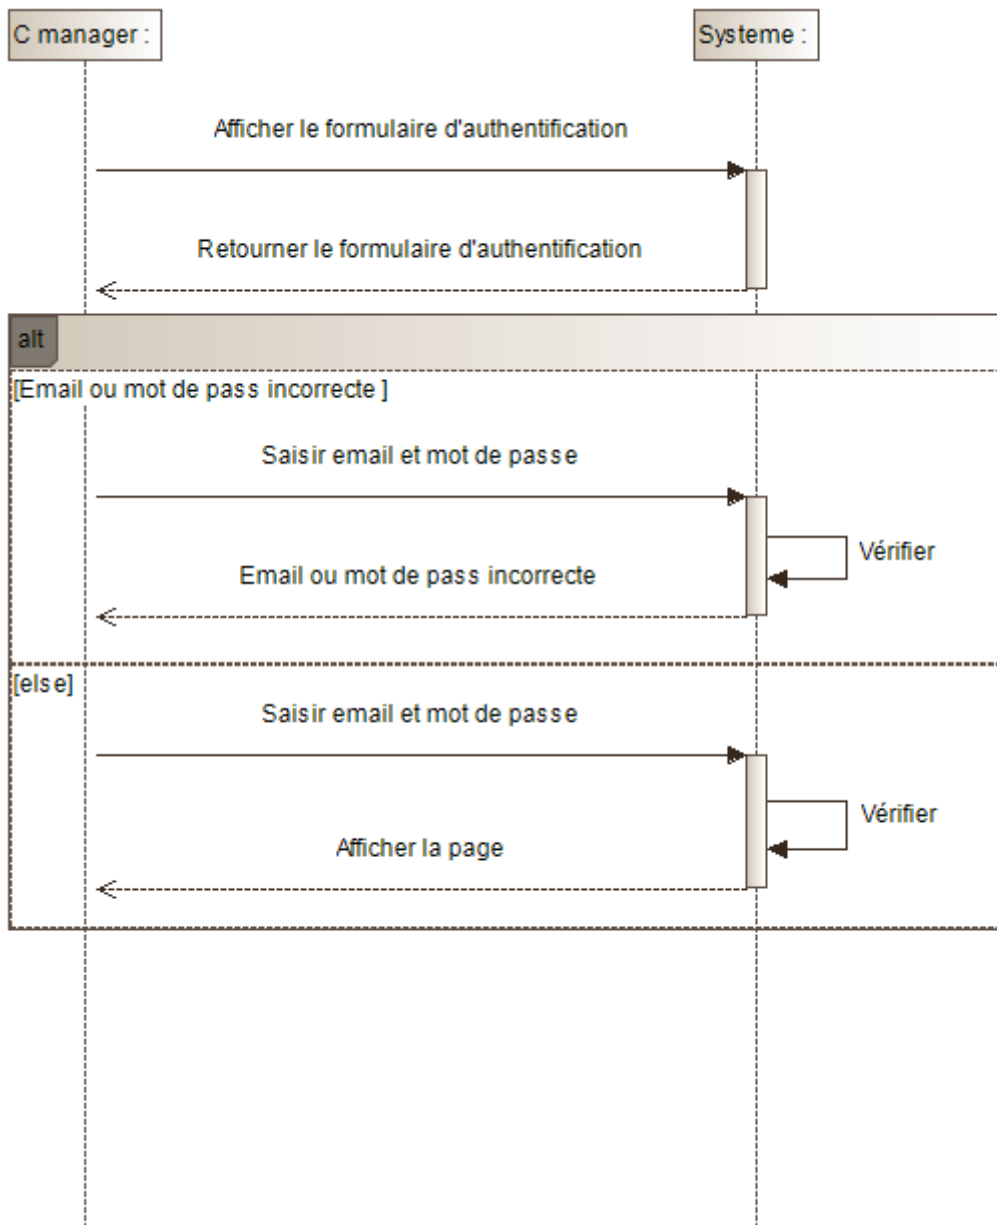 C manager :
Systeme :
Afficher le formulaire d'authentification
Retourner le formulaire d'authentification
alt
[Email ou mot de pass incorrecte ]
Saisir email et mot de passe
Vérifier
Email ou mot de pass incorrecte
[else]
Saisir email et mot de passe
Vérifier
Afficher la page